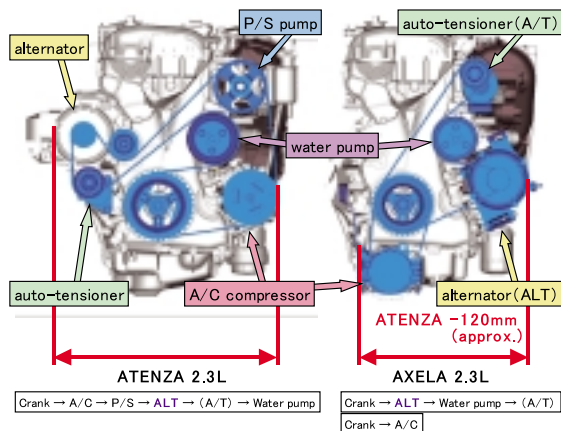 P/S pump
auto-tensioner(A/T)
alternator
water pump
auto-tensioner
A/C compressor
alternator(ALT)
ATENZA -120mm
(approx.)
ATENZA 2.3L
AXELA 2.3L
Crank → A/C → P/S → ALT → (A/T) → Water pump
Crank → ALT → Water pump → (A/T)
Crank → A/C